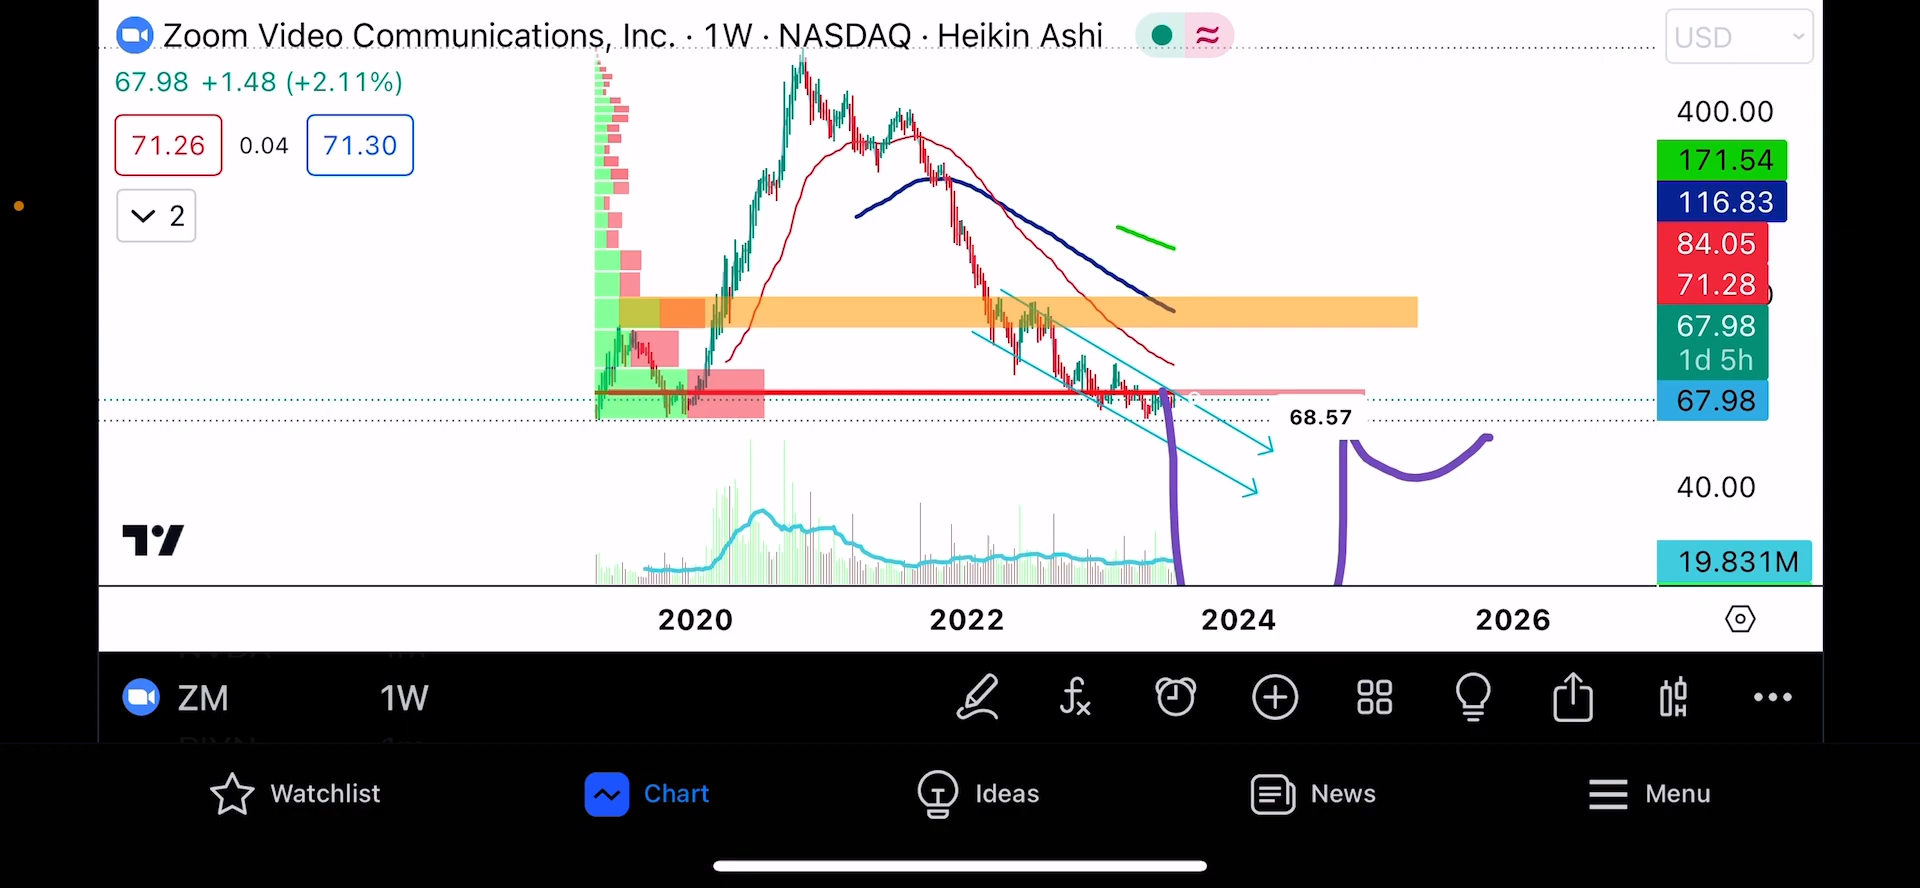 Zoom Video Communications, Inc. · 1W · NASDAQ · Heikin Ashi
USD
67.98 +1.48 (+2.11%)
71.26 0.04 71.30
2
400.00
171.54
116.83
84.05
71.28
67.98
1d 5h
67.98
68.57
40.00
19.831M
2020 2022 2024 2026
ZM 1W
Watchlist Chart Ideas News Menu